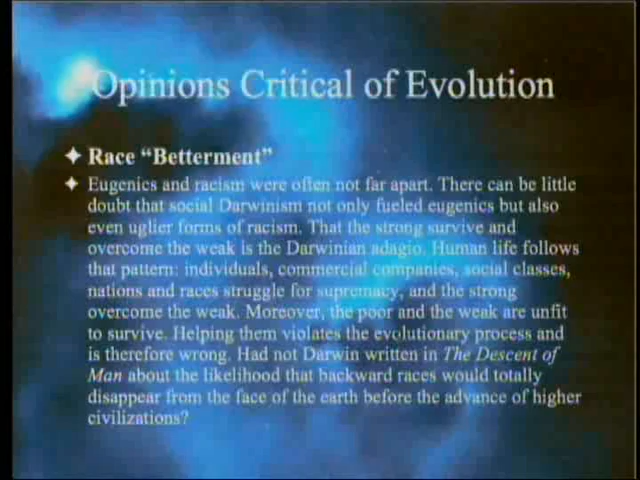 Opinions Critical of Evolution
Race “Betterment”
Eugenics and racism were often not far apart. There can be little
doubt that social Darwinism not only fueled eugenics but also
even uglier forms of racism. That the strong survive and
overcome the weak is the Darwinian adagio. Human life follows
that pattern: individuals, commercial companies, social classes,
nations and races struggle for supremacy, and the strong
overcome the weak. Moreover, the poor and the weak are unfit
to survive. Helping them violates the evolutionary process and
is therefore wrong. Had not Darwin written in The Descent of
Man about the likelihood that backward races would totally
disappear from the face of the earth before the advance of higher
civilizations?